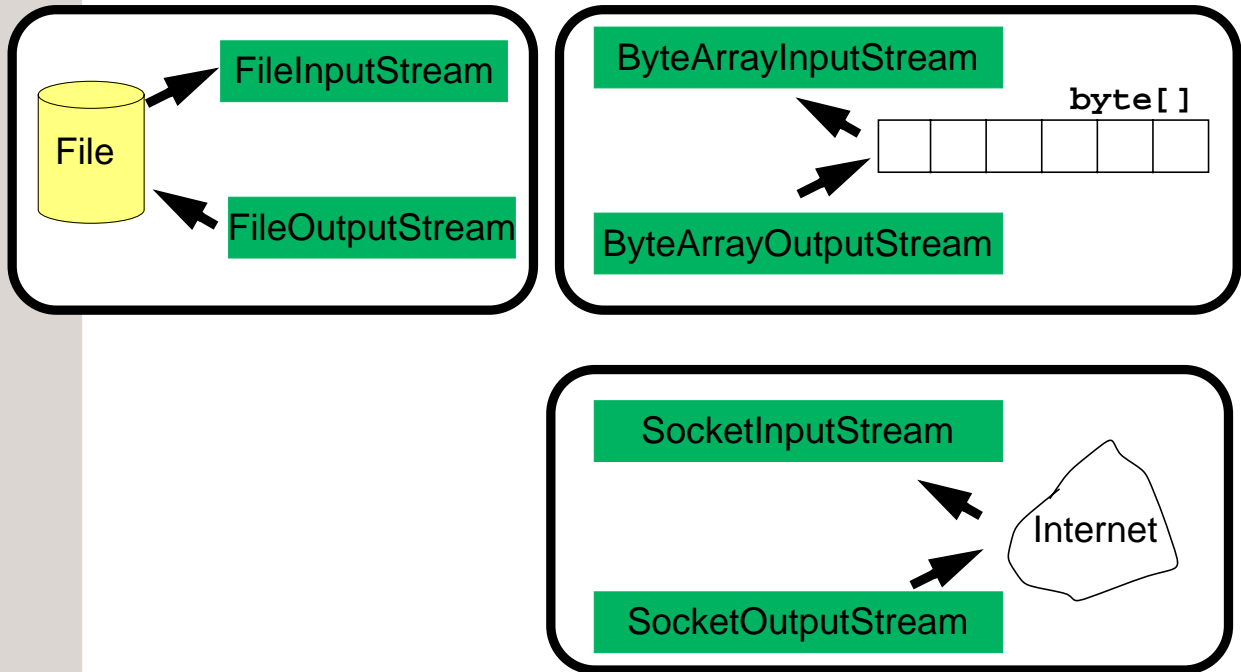 FileInputStream
File
FileOutputStream
ByteArrayInputStream
byte[]
ByteArrayOutputStream
SocketInputStream
Internet
SocketOutputStream